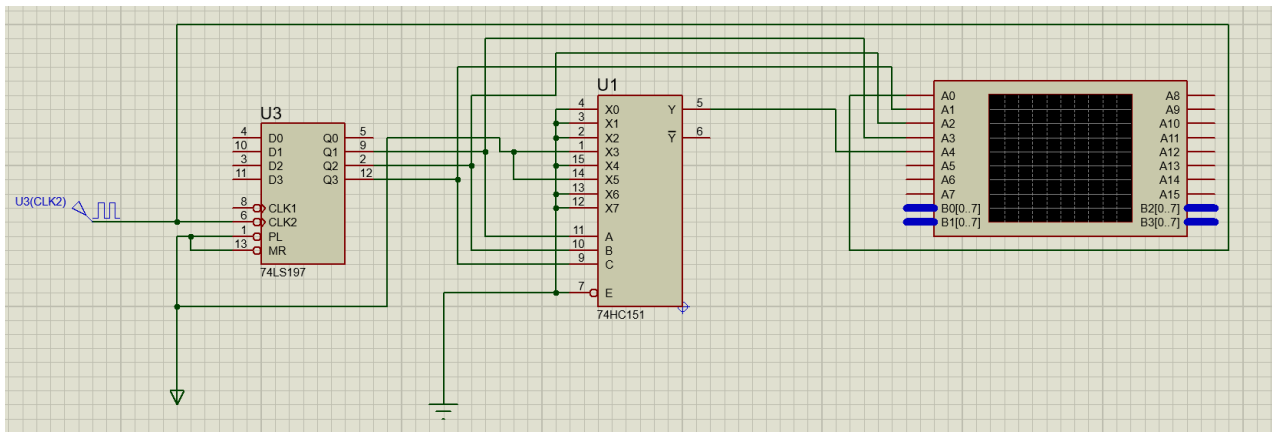 U3(CLK2)
U3
4 D0 Q0 5
10 D1 Q1 9
3 D2 Q2 2
11 D3 Q3 12
8 CLK1
6 CLK2
1 PL
13 MR
74LS197
U1
4 X0 Y 5
3 X1
2 X2 Y 6
1 X3
15 X4
14 X5
13 X6
12 X7
11 A
10 B
9 C
7 E
74HC151
A0 A8
A1 A9
A2 A10
A3 A11
A4 A12
A5 A13
A6 A14
A7 A15
B0[0..7] B2[0..7]
B1[0..7] B3[0..7]